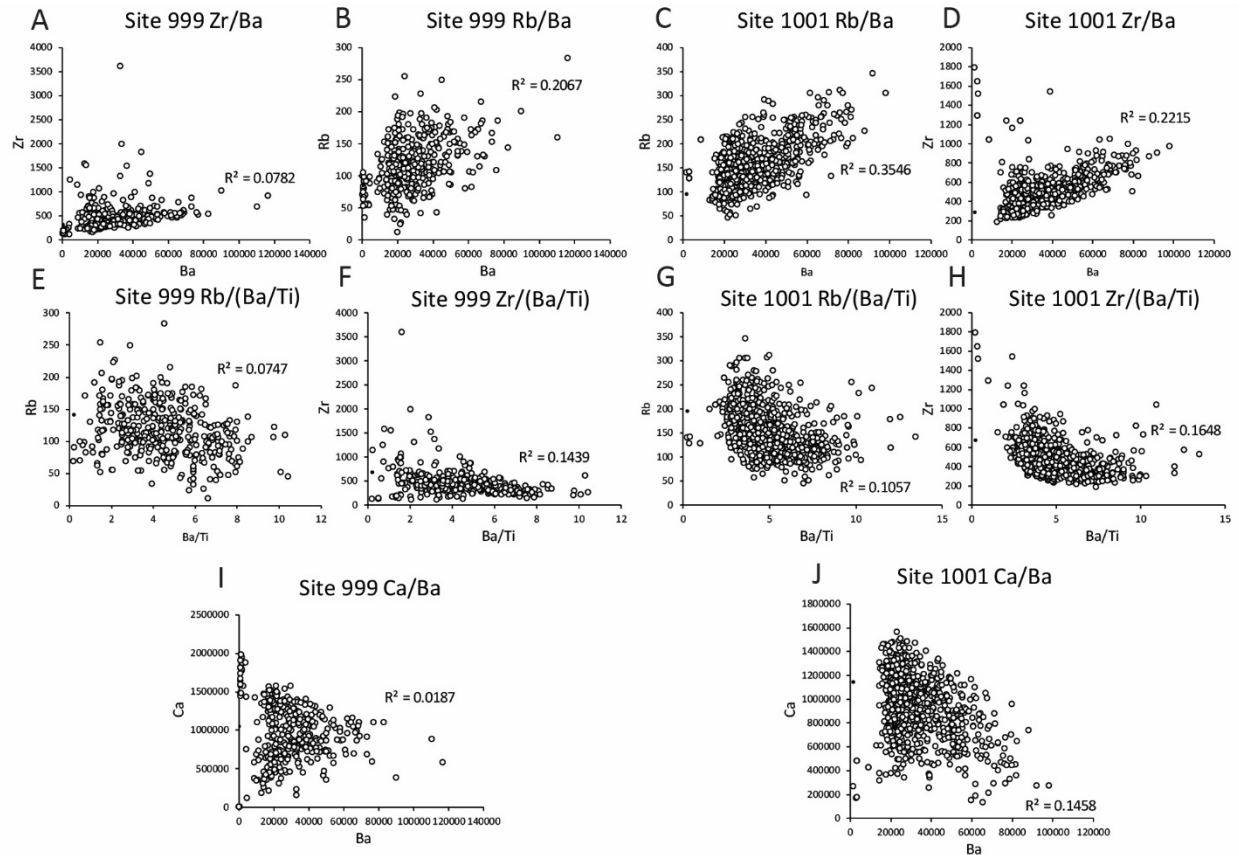 A
Site 999 Zr/Ba
4000
3500
3000
2500
2000
1500
1000
500
0
Zr
R² = 0.0782
0 20000 40000 60000 80000 100000 120000 140000
Ba
B
Site 999 Rb/Ba
300
250
200
150
100
50
0
Rb
R² = 0.2067
0 20000 40000 60000 80000 100000 120000 140000
Ba
C
Site 1001 Rb/Ba
400
350
300
250
200
150
100
50
0
Rb
R² = 0.3546
0 20000 40000 60000 80000 100000 120000
Ba
D
Site 1001 Zr/Ba
2000
1800
1600
1400
1200
1000
800
600
400
200
0
Zr
R² = 0.2215
0 20000 40000 60000 80000 100000 120000
Ba
E
Site 999 Rb/(Ba/Ti)
300
250
200
150
100
50
0
Rb
R² = 0.0747
0 2 4 6 8 10 12
Ba/Ti
F
Site 999 Zr/(Ba/Ti)
4000
3500
3000
2500
2000
1500
1000
500
0
Zr
R² = 0.1439
0 2 4 6 8 10 12
Ba/Ti
G
Site 1001 Rb/(Ba/Ti)
400
350
300
250
200
150
100
50
0
Rb
R² = 0.1057
0 5 10 15
Ba/Ti
H
Site 1001 Zr/(Ba/Ti)
2000
1800
1600
1400
1200
1000
800
600
400
200
0
Zr
R² = 0.1648
0 5 10 15
Ba/Ti
I
Site 999 Ca/Ba
2500000
2000000
1500000
1000000
500000
0
Ca
R² = 0.0187
0 20000 40000 60000 80000 100000 120000 140000
Ba
J
Site 1001 Ca/Ba
1800000
1600000
1400000
1200000
1000000
800000
600000
400000
200000
0
Ca
R² = 0.1458
0 20000 40000 60000 80000 100000 120000
Ba